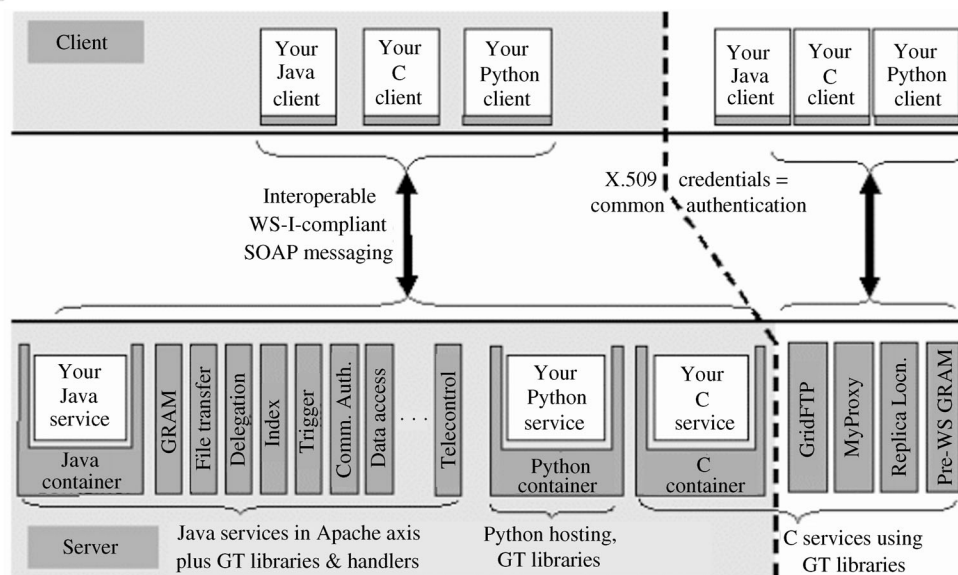 Client
Your
Java
client
Your
C
client
Your
Python
client
Your
Java
client
Your
C
client
Your
Python
client
Interoperable
WS-I-compliant
SOAP messaging
X.509 credentials =
common authentication
Your
Java
service
Java
container
GRAM
File transfer
Delegation
Index
Trigger
Comm. Auth.
Data access
. . .
Telecontrol
Your
Python
service
Python
container
Your
C
service
C
container
GridFTP
MyProxy
Replica Locn.
Pre-WS GRAM
Server
Java services in Apache axis
plus GT libraries & handlers
Python hosting,
GT libraries
C services using
GT libraries